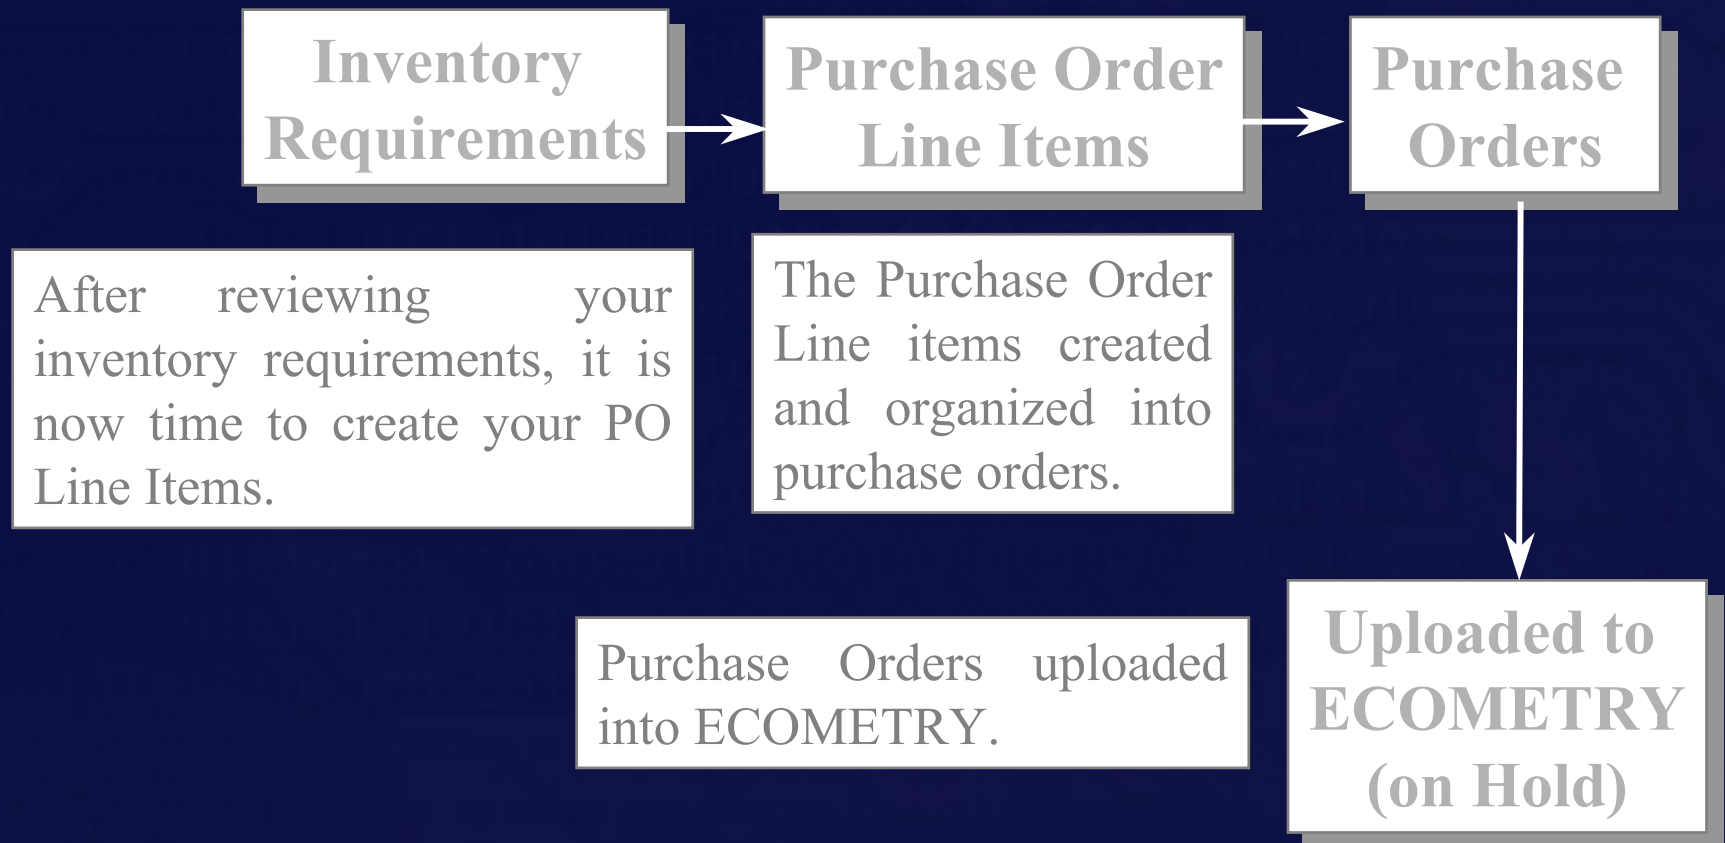 Inventory
Requirements
Purchase Order
Line Items
Purchase
Orders
After reviewing your
inventory requirements, it is
now time to create your PO
Line Items.
The Purchase Order
Line items created
and organized into
purchase orders.
Purchase Orders uploaded
into ECOMETRY.
Uploaded to
ECOMETRY
(on Hold)